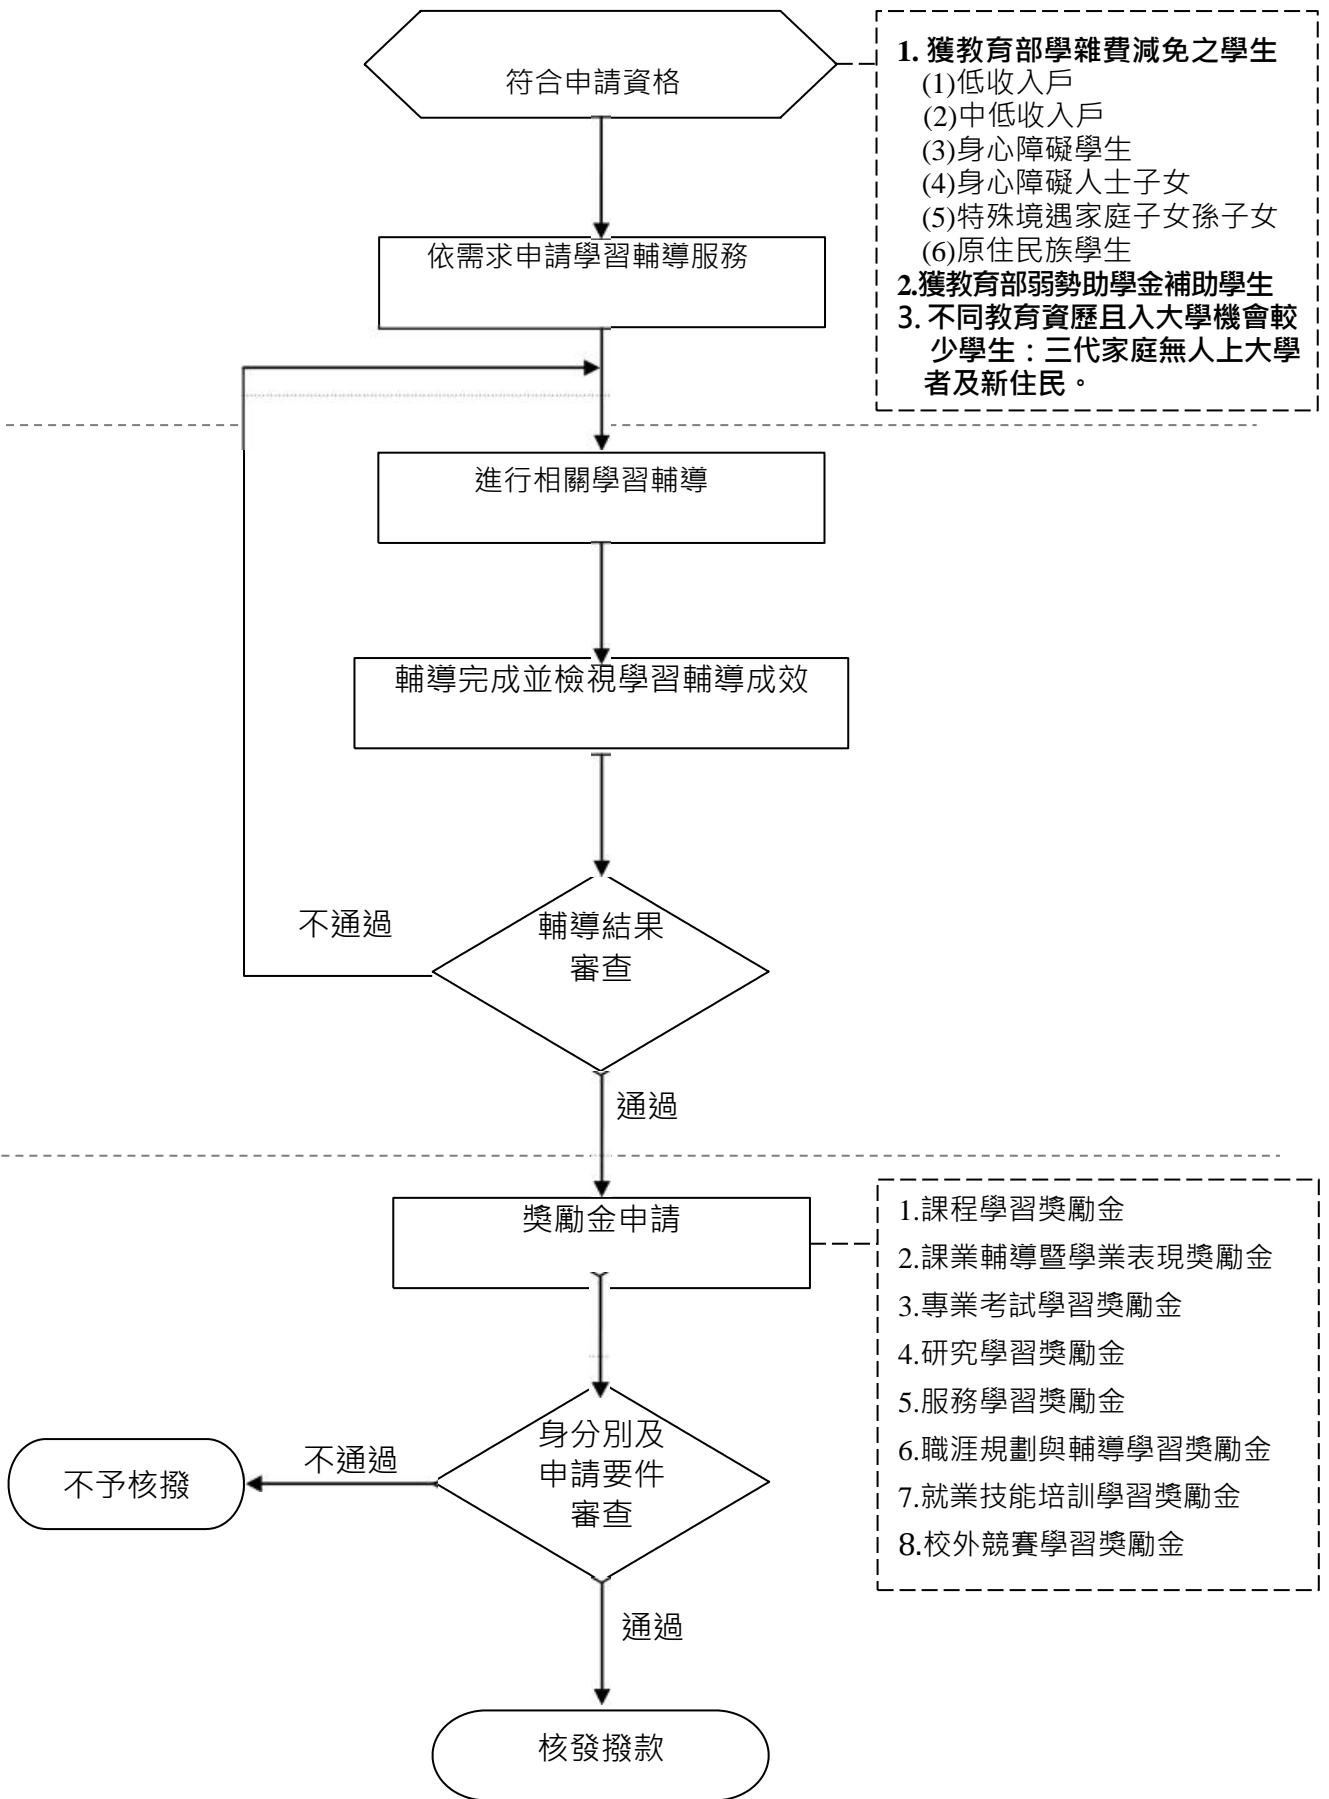 符合申請資格
1. 獲教育部學雜費減免之學生
(1)低收入戶
(2)中低收入戶
(3)身心障礙學生
(4)身心障礙人士子女
(5)特殊境遇家庭子女孫子女
(6)原住民族學生
2.獲教育部弱勢助學金補助學生
3. 不同教育資歷且入大學機會較
少學生：三代家庭無人上大學
者及新住民。
依需求申請學習輔導服務
進行相關學習輔導
輔導完成並檢視學習輔導成效
輔導結果
審查
不通過
通過
獎勵金申請
1.課程學習獎勵金
2.課業輔導暨學業表現獎勵金
3.專業考試學習獎勵金
4.研究學習獎勵金
5.服務學習獎勵金
6.職涯規劃與輔導學習獎勵金
7.就業技能培訓學習獎勵金
8.校外競賽學習獎勵金
身分別及
申請要件
審查
不通過
不予核撥
通過
核發撥款